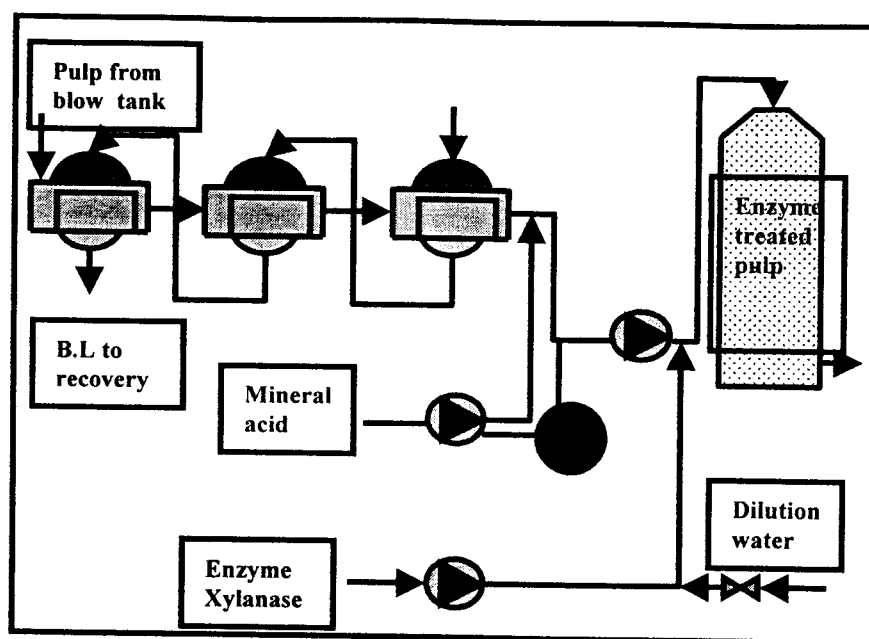 Pulp from
blow tank
Enzyme
treated
pulp
B.L to
recovery
Mineral
acid
Dilution
water
Enzyme
Xylanase